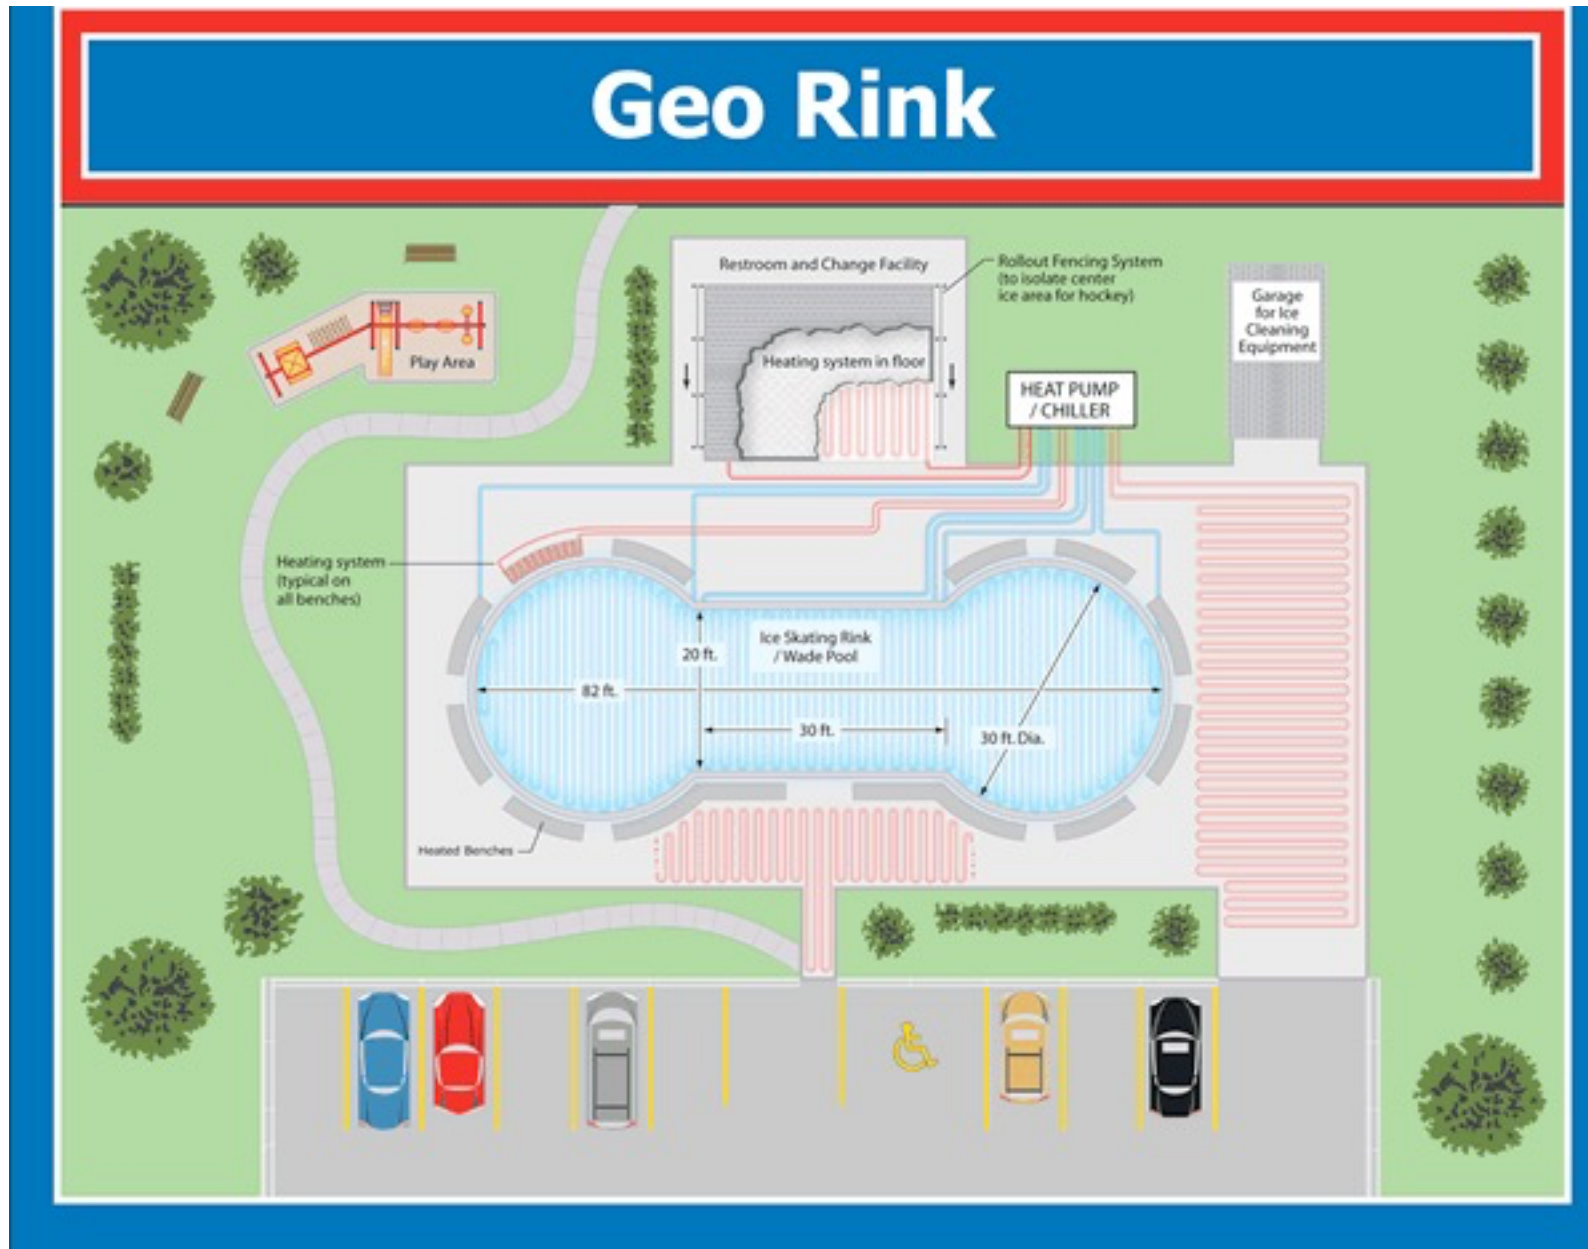 Geo Rink
Restroom and Change Facility
Rollout Fencing System
(to isolate center
ice area for hockey)
Garage
for Ice
Cleaning
Equipment
Heating system in floor
Play Area
HEAT PUMP
/ CHILLER
Heating system
(typical on
all benches)
Ice Skating Rink
/ Wade Pool
20 ft.
82 ft.
30 ft.
30 ft. Dia.
Heated Benches